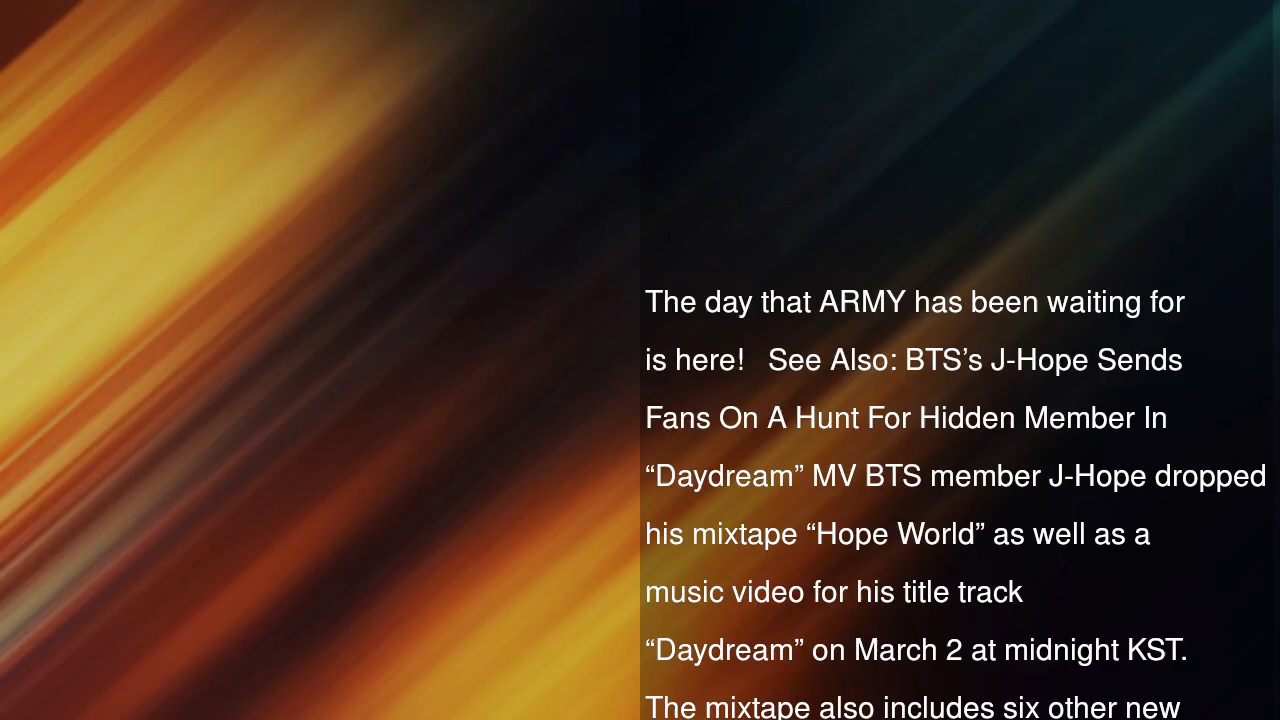 The day that ARMY has been waiting for
is here!   See Also: BTS’s J-Hope Sends
Fans On A Hunt For Hidden Member In
“Daydream” MV BTS member J-Hope dropped
his mixtape “Hope World” as well as a
music video for his title track
“Daydream” on March 2 at midnight KST.
The mixtape also includes six other new